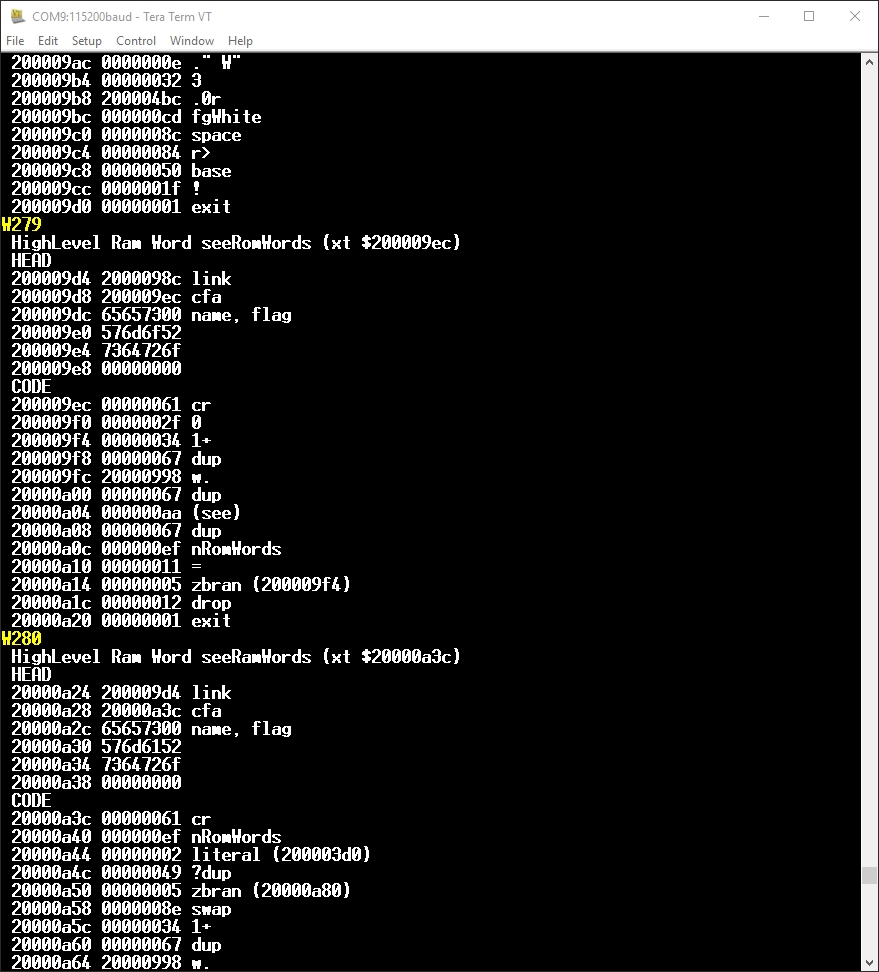 COM9:115200baud - Tera Term VT
File Edit Setup Control Window Help
200009ac 0000000e ." W"
200009b4 00000032 3
200009b8 200004bc .0r
200009bc 000000cd fgWhite
200009c0 0000008c space
200009c4 00000084 r>
200009c8 00000050 base
200009cc 0000001f !
200009d0 00000001 exit
W279
HighLevel Ram Word seeRomWords (xt $200009ec)
HEAD
200009d4 2000098c link
200009d8 200009ec cfa
200009dc 65657300 name, flag
200009e0 576d6f52
200009e4 7364726f
200009e8 00000000
CODE
200009ec 00000061 cr
200009f0 0000002f 0
200009f4 00000034 1+
200009f8 00000067 dup
200009fc 20000998 w.
20000a00 00000067 dup
20000a04 000000aa (see)
20000a08 00000067 dup
20000a0c 000000ef nRomWords
20000a10 00000011 =
20000a14 00000005 zbran (200009f4)
20000a1c 00000012 drop
20000a20 00000001 exit
W280
HighLevel Ram Word seeRamWords (xt $20000a3c)
HEAD
20000a24 200009d4 link
20000a28 20000a3c cfa
20000a2c 65657300 name, flag
20000a30 576d6152
20000a34 7364726f
20000a38 00000000
CODE
20000a3c 00000061 cr
20000a40 000000ef nRomWords
20000a44 00000002 literal (200003d0)
20000a4c 00000049 ?dup
20000a50 00000005 zbran (20000a80)
20000a58 0000008e swap
20000a5c 00000034 1+
20000a60 00000067 dup
20000a64 20000998 w.